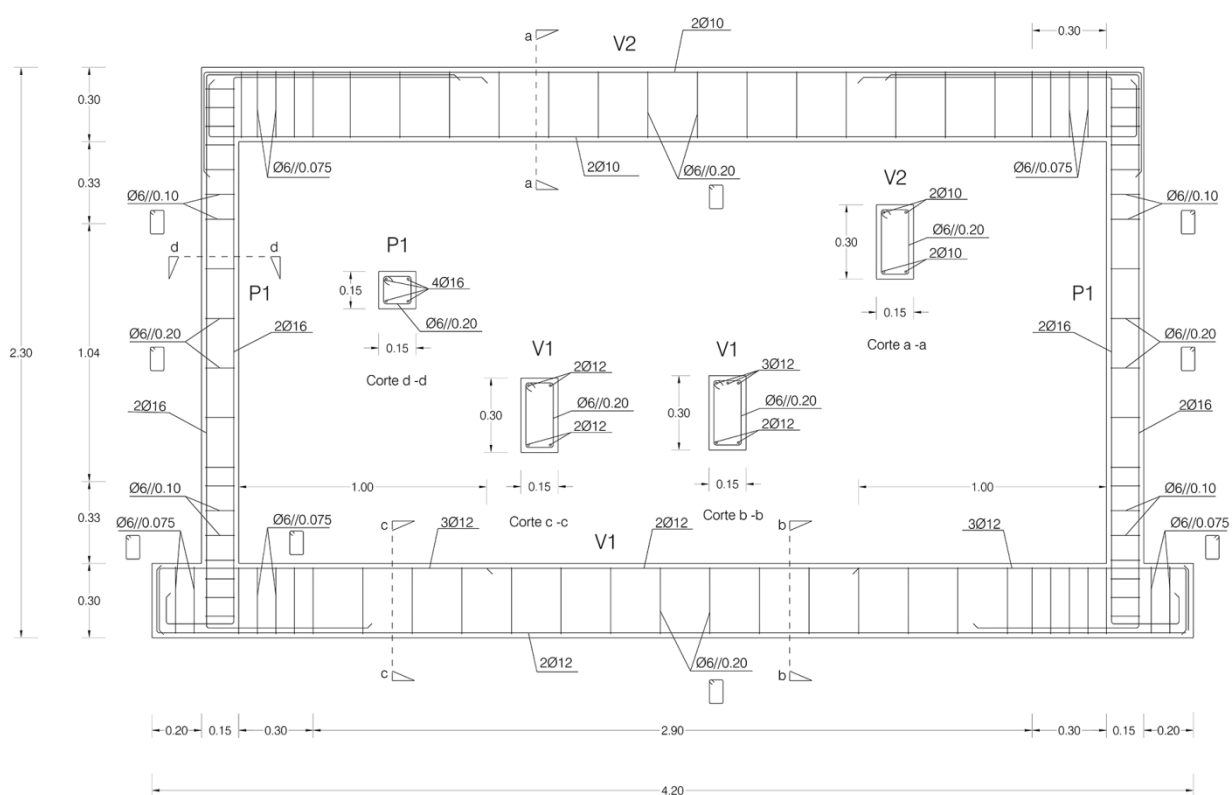 2Ø10
0.30
a
V2
0.30
2.30
0.33
1.04
0.33
0.30
Ø6//0.075
2Ø10
Ø6//0.20
Ø6//0.075
a
Ø6//0.10
Ø6//0.10
V2
2Ø10
0.30
Ø6//0.20
2Ø10
0.15
Corte a -a
d
d
P1
P1
4Ø16
0.15
Ø6//0.20
0.15
Corte d -d
P1
Ø6//0.20
2Ø16
2Ø16
Ø6//0.20
V1
2Ø12
0.30
Ø6//0.20
2Ø12
0.15
Corte c -c
V1
3Ø12
0.30
Ø6//0.20
2Ø12
0.15
Corte b -b
2Ø16
2Ø16
1.00
1.00
Ø6//0.10
Ø6//0.10
Ø6//0.075
Ø6//0.075
Ø6//0.075
c
3Ø12
V1
2Ø12
b
3Ø12
2Ø12
Ø6//0.20
c
b
0.20
0.15
0.30
2.90
0.30
0.15
0.20
4.20